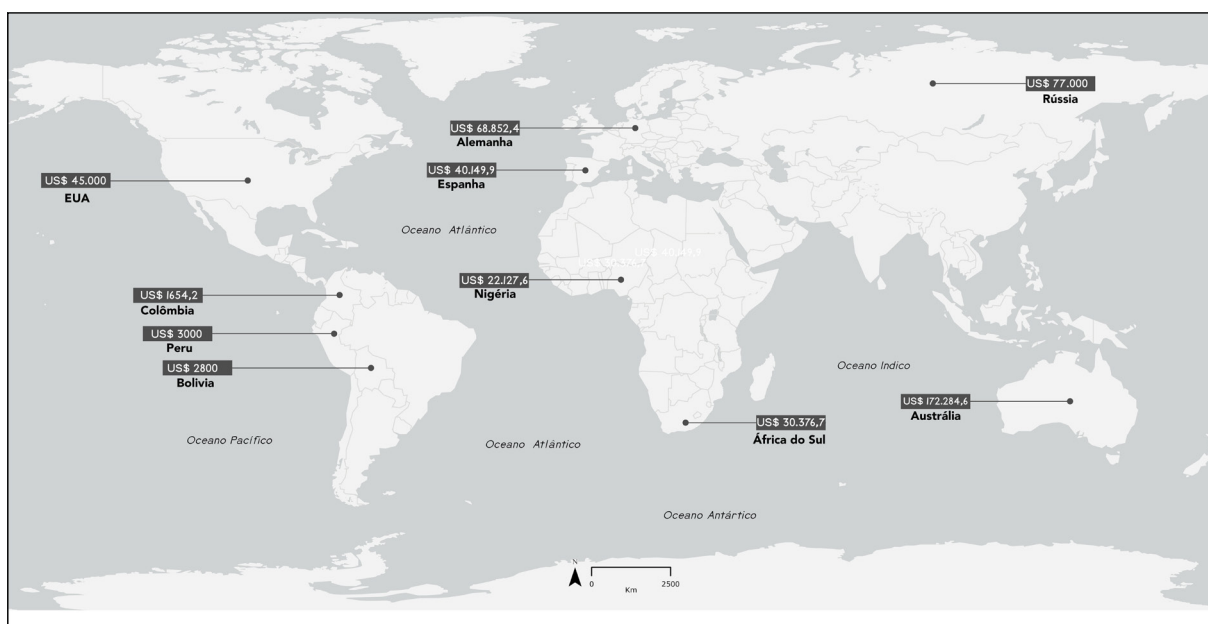 US$ 77.000
Rússia
US$ 68.852,4
Alemanha
US$ 40.149,9
Espanha
US$ 45.000
EUA
Oceano Atlántico
US$ 22.127,6
Nigéria
US$ 1654,2
Colômbia
US$ 3000
Peru
US$ 2800
Bolivia
Oceano Indico
US$ 172.284,6
Austrália
US$ 30.376,7
África do Sul
Oceano Pacífico
Oceano Atlántico
Oceano Antártico
N
0 2500
Km